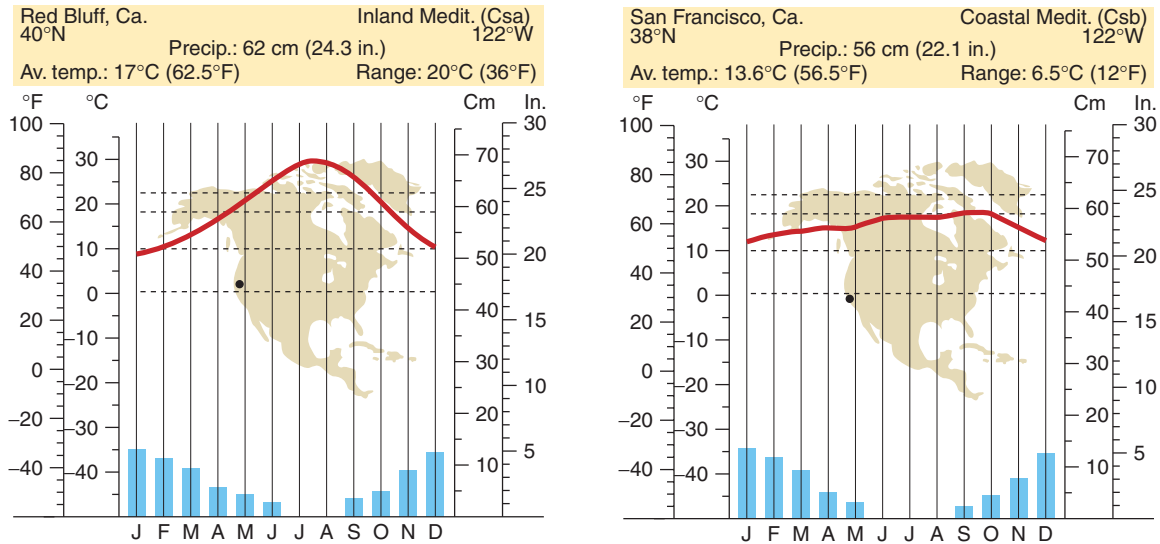 Red Bluff, Ca. Inland Medit. (Csa)
40°N 122°W
Precip.: 62 cm (24.3 in.)
Av. temp.: 17°C (62.5°F) Range: 20°C (36°F)
°F °C Cm In.
100 30
30 70
80 25
20 60
60
10 20
50
40
0 40
20 15
–10
30
0 10
–20
20
–20
–30
5
–40 –40 10
J F M A M J J A S O N D
San Francisco, Ca. Coastal Medit. (Csb)
38°N 122°W
Precip.: 56 cm (22.1 in.)
Av. temp.: 13.6°C (56.5°F) Range: 6.5°C (12°F)
°F °C Cm In.
100 30
30 70
80 25
20 60
60
10 20
50
40
0 40
20 15
–10
30
0 10
–20
20
–20
–30
5
–40 –40 10
J F M A M J J A S O N D